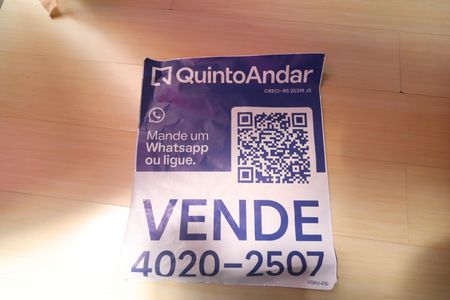 QuintoAndar
CRECI-RS 25319 JS
Mande um
Whatsapp
ou ligue.
VENDE
4020-2507